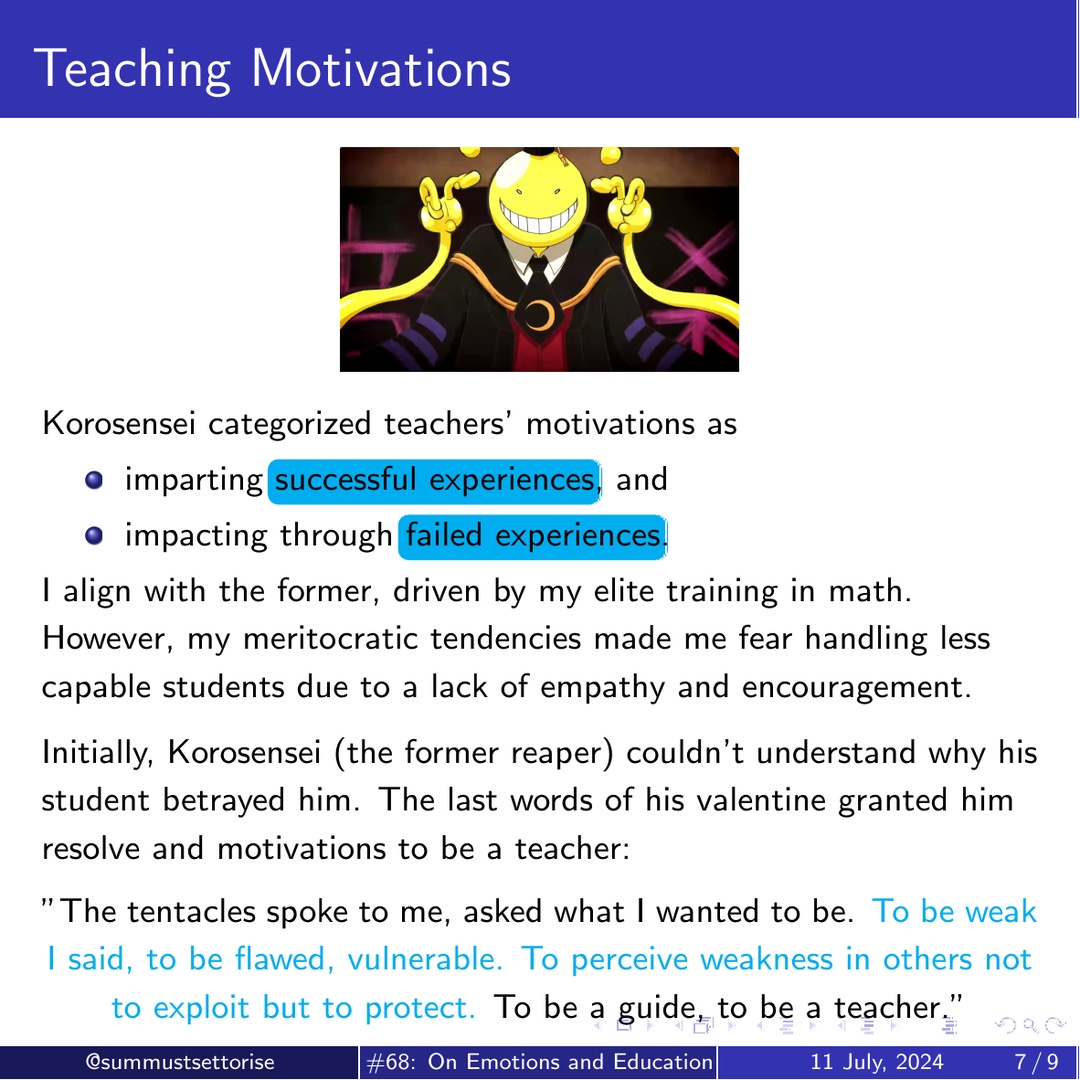 Teaching Motivations
Korosensei categorized teachers' motivations as
imparting successful experiences, and
impacting through failed experiences.
I align with the former, driven by my elite training in math.
However, my meritocratic tendencies made me fear handling less
capable students due to a lack of empathy and encouragement.
Initially, Korosensei (the former reaper) couldn't understand why his
student betrayed him. The last words of his valentine granted him
resolve and motivations to be a teacher:
"The tentacles spoke to me, asked what I wanted to be. To be weak
I said, to be flawed, vulnerable. To perceive weakness in others not
to exploit but to protect. To be a guide, to be a teacher."
@summustsettorise #68: On Emotions and Education 11 July, 2024 7 / 9